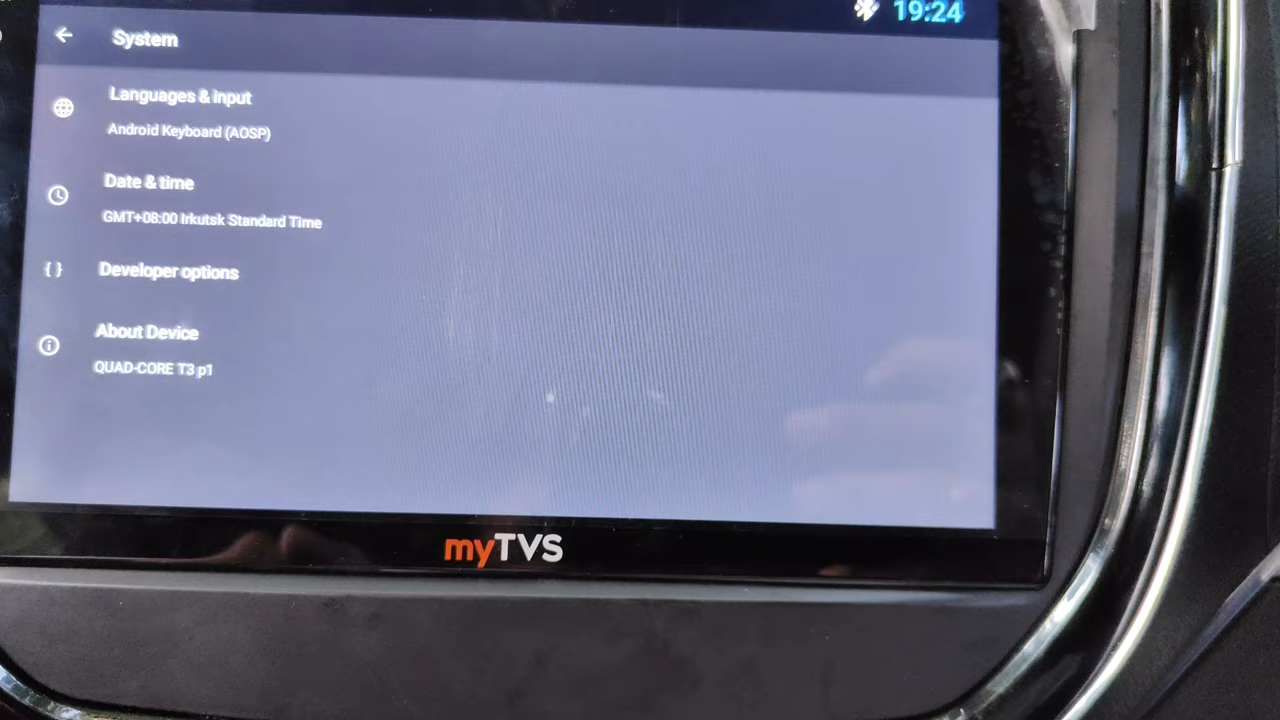 19:24
System
Languages & input
Android Keyboard (AOSP)
Date & time
GMT+08:00 Irkutsk Standard Time
{ } Developer options
About Device
QUAD-CORE T3 p1
myTVS